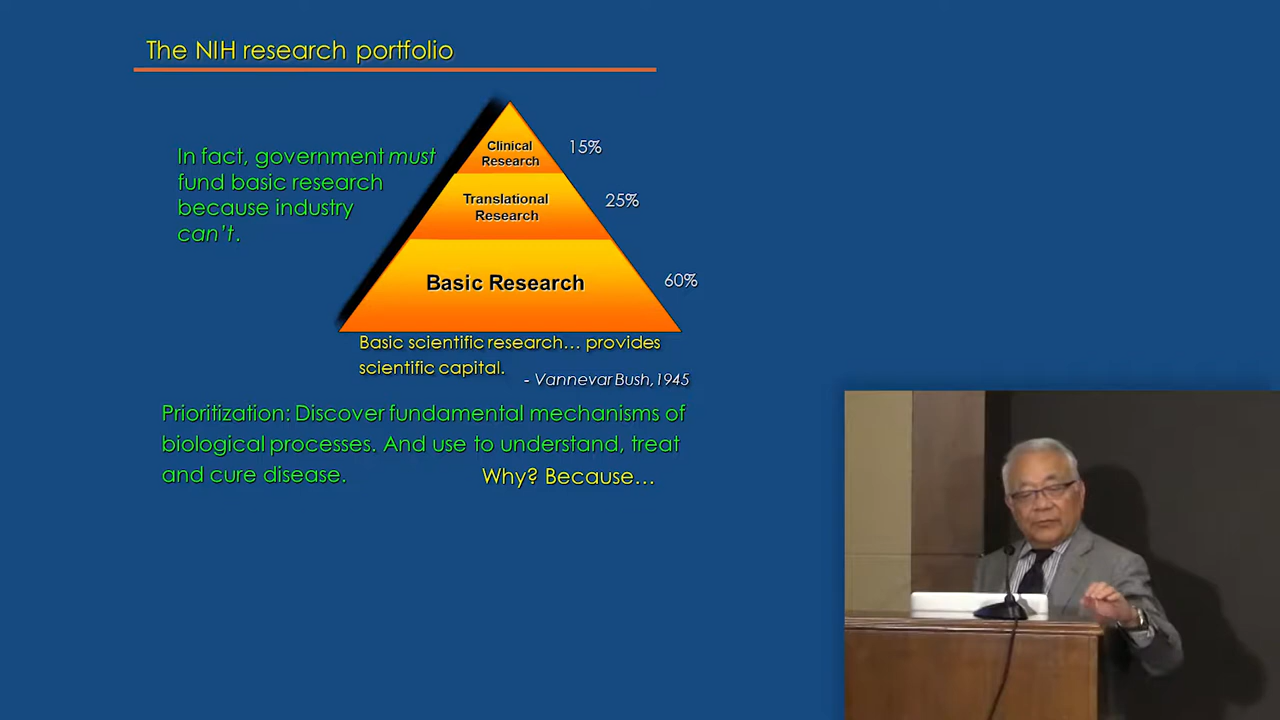 The NIH research portfolio
In fact, government must
fund basic research
because industry
can't.
Clinical
Research
15%
Translational
Research
25%
Basic Research
60%
Basic scientific research... provides
scientific capital.
- Vannevar Bush, 1945
Prioritization: Discover fundamental mechanisms of
biological processes. And use to understand, treat
and cure disease.
Why? Because...